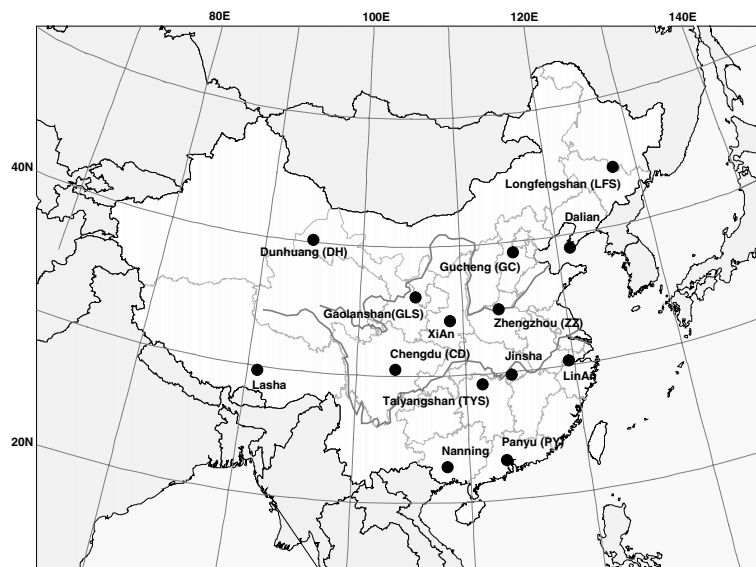 80E 100E 120E 140E
40N
Longfengshan (LFS)
Dalian
Dunhuang (DH)
Gucheng (GC)
Gaolanshan(GLS)
Zhengzhou (ZZ)
XiAn
Chengdu (CD)
Jinsha
Lasha
LinAn
Taiyangshan (TYS)
20N
Panyu (PY)
Nanning